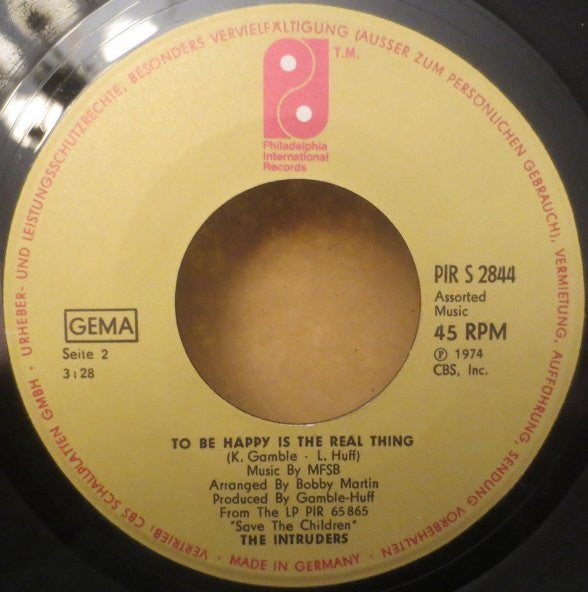 URHEBER- UND LEISTUNGSSCHUTZRECHTE, BESONDERS VERVIELFÄLTIGUNG (AUSSER ZUM PERSÖNLICHEN GEBRAUCH), VERMIETUNG, AUFFÜHRUNG, SENDUNG VORBEHALTEN · MADE IN GERMANY · VERTRIEB: CBS SCHALLPLATTEN GMBH ·
T.M.
Philadelphia
International
Records
PIR S 2844
Assorted
Music
45 RPM
℗ 1974
CBS, Inc.
GEMA
Seite 2
3:28
TO BE HAPPY IS THE REAL THING
(K. Gamble - L. Huff)
Music By MFSB
Arranged By Bobby Martin
Produced By Gamble-Huff
From The LP PIR 65865
"Save The Children"
THE INTRUDERS